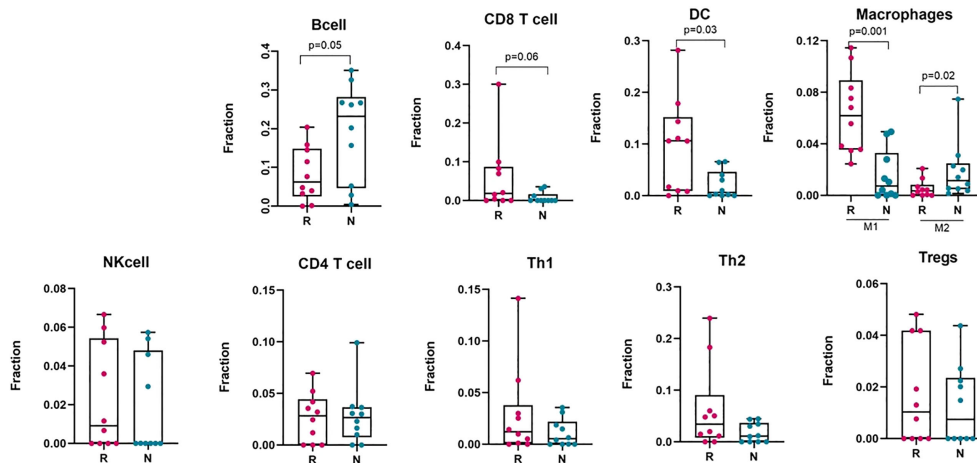 Bcell
p=0.05
Fraction
0.4
0.3
0.2
0.1
0.0
R N
CD8 T cell
p=0.06
Fraction
0.4
0.3
0.2
0.1
0.0
R N
DC
p=0.03
Fraction
0.3
0.2
0.1
0.0
R N
Macrophages
p=0.001
p=0.02
Fraction
0.12
0.08
0.04
0.00
R N R N
M1 M2
NKcell
Fraction
0.08
0.06
0.04
0.02
0.00
R N
CD4 T cell
Fraction
0.15
0.10
0.05
0.00
R N
Th1
Fraction
0.15
0.10
0.05
0.00
R N
Th2
Fraction
0.3
0.2
0.1
0.0
R N
Tregs
Fraction
0.06
0.04
0.02
0.00
R N